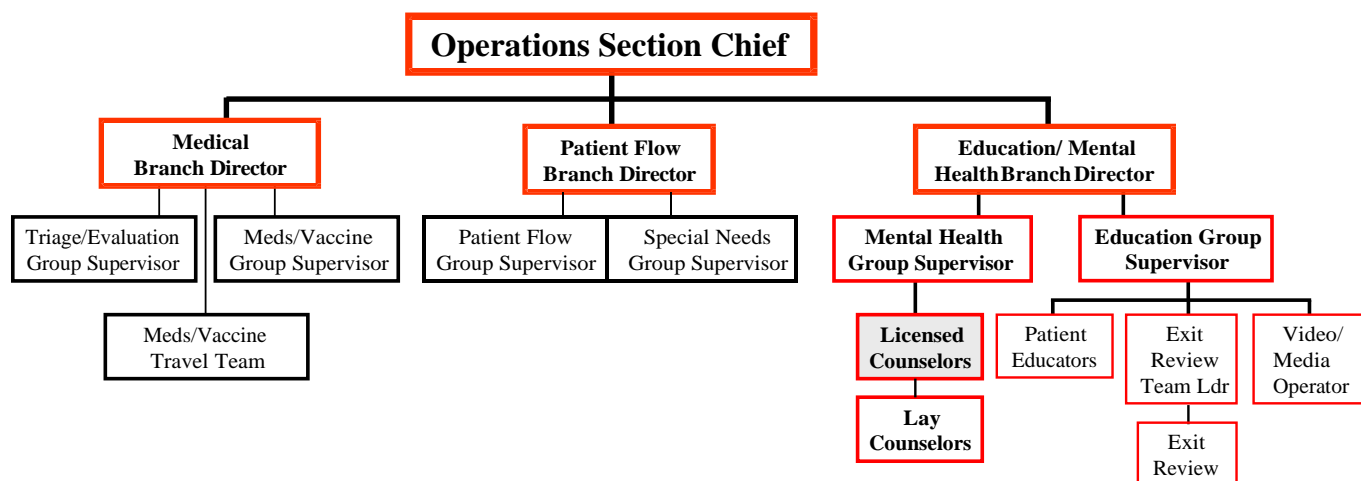 Operations Section Chief
Medical
Branch Director
Patient Flow
Branch Director
Education/ Mental
Health Branch Director
Triage/Evaluation
Group Supervisor
Meds/Vaccine
Group Supervisor
Patient Flow
Group Supervisor
Special Needs
Group Supervisor
Mental Health
Group Supervisor
Education Group
Supervisor
Meds/Vaccine
Travel Team
Licensed
Counselors
Patient
Educators
Exit
Review
Team Ldr
Video/
Media
Operator
Lay
Counselors
Exit
Review